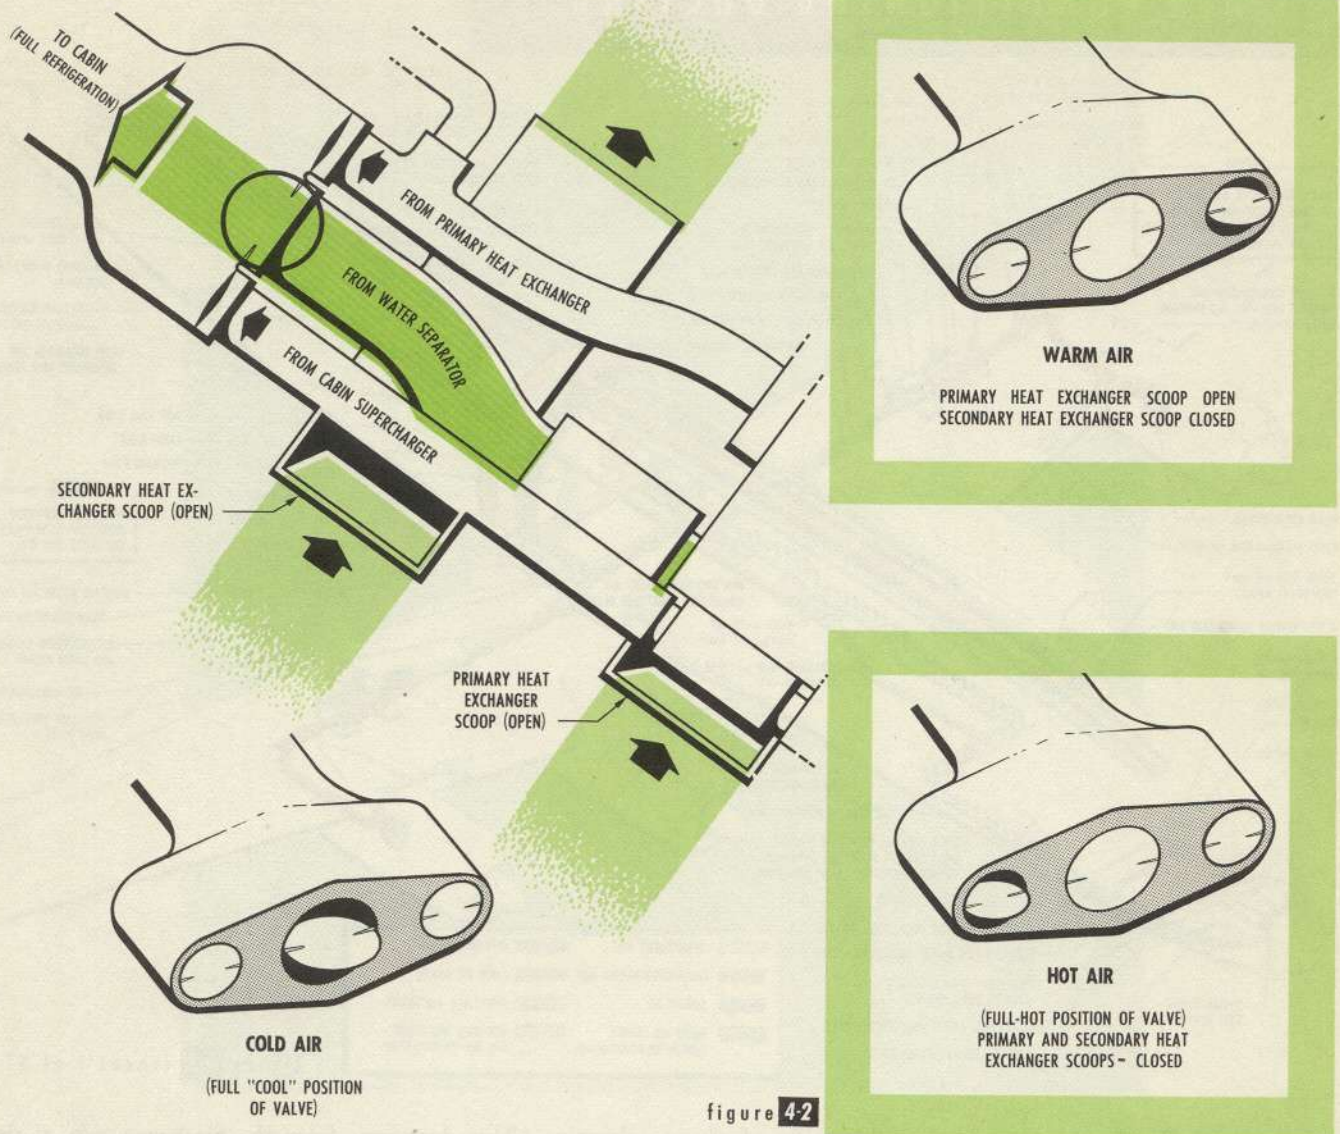 TO CABIN
(FULL REFRIGERATION)
FROM PRIMARY HEAT EXCHANGER
FROM WATER SEPARATOR
FROM CABIN SUPERCHARGER
SECONDARY HEAT EX-
CHANGER SCOOP (OPEN)
PRIMARY HEAT
EXCHANGER
SCOOP (OPEN)
COLD AIR
(FULL "COOL" POSITION
OF VALVE)
WARM AIR
PRIMARY HEAT EXCHANGER SCOOP OPEN
SECONDARY HEAT EXCHANGER SCOOP CLOSED
HOT AIR
(FULL-HOT POSITION OF VALVE)
PRIMARY AND SECONDARY HEAT
EXCHANGER SCOOPS- CLOSED
figure 4-2